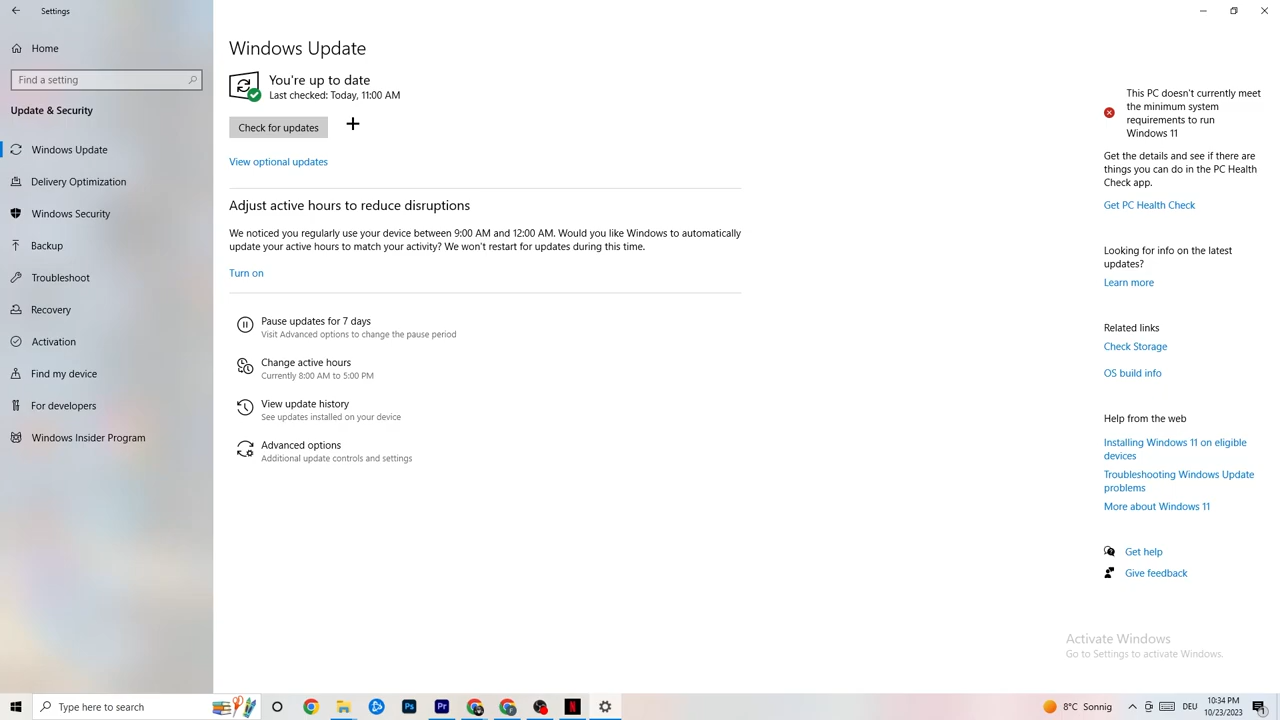 Settings
Home
Find a setting
Update & Security
Windows Update
Delivery Optimization
Windows Security
Backup
Troubleshoot
Recovery
Activation
Find my device
For developers
Windows Insider Program
Windows Update
You're up to date
Last checked: Today, 11:00 AM
Check for updates
View optional updates
Adjust active hours to reduce disruptions
We noticed you regularly use your device between 9:00 AM and 12:00 AM. Would you like Windows to automatically
update your active hours to match your activity? We won't restart for updates during this time.
Turn on
Pause updates for 7 days
Visit Advanced options to change the pause period
Change active hours
Currently 8:00 AM to 5:00 PM
View update history
See updates installed on your device
Advanced options
Additional update controls and settings
This PC doesn't currently meet
the minimum system
requirements to run
Windows 11
Get the details and see if there are
things you can do in the PC Health
Check app.
Get PC Health Check
Looking for info on the latest
updates?
Learn more
Related links
Check Storage
OS build info
Help from the web
Installing Windows 11 on eligible
devices
Troubleshooting Windows Update
problems
More about Windows 11
Get help
Give feedback
Activate Windows
Go to Settings to activate Windows.
Type here to search
Ps
Pr
N
8°C Sonnig
DEU
10:34 PM
10/23/2023
1